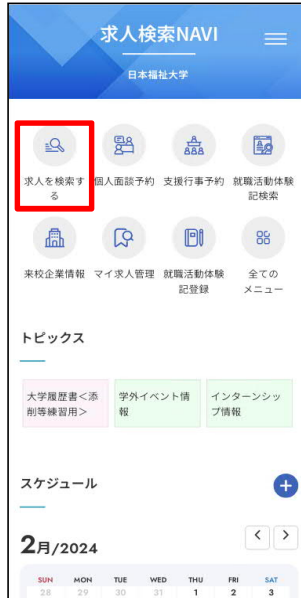 求人検索NAVI
日本福祉大学
求人を検索す
る
個人面談予約
支援行事予約
就職活動体験
記検索
来校企業情報
マイ求人管理
就職活動体験
記登録
全ての
メニュー
トピックス
大学履歴書＜添
削等練習用＞
学外イベント情
報
インターンシッ
プ情報
スケジュール
2月/2024
SUN MON TUE WED THU FRI SAT
28 29 30 31 1 2 3